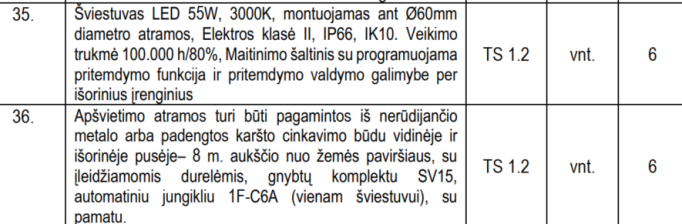 35. Šviestuvas LED 55W, 3000K, montuojamas ant Ø60mm
diametro atramos, Elektros klasė II, IP66, IK10. Veikimo
trukmė 100.000 h/80%, Maitinimo šaltinis su programuojama
pritemdymo funkcija ir pritemdymo valdymo galimybe per
išorinius įrenginius
TS 1.2 vnt. 6
36. Apšvietimo atramos turi būti pagamintos iš nerūdijančio
metalo arba padengtos karšto cinkavimo būdu vidinėje ir
išorinėje pusėje– 8 m. aukščio nuo žemės paviršiaus, su
įleidžiamomis durelėmis, gnybtų komplektu SV15,
automatiniu jungikliu 1F-C6A (vienam šviestuvui), su
pamatu.
TS 1.2 vnt. 6